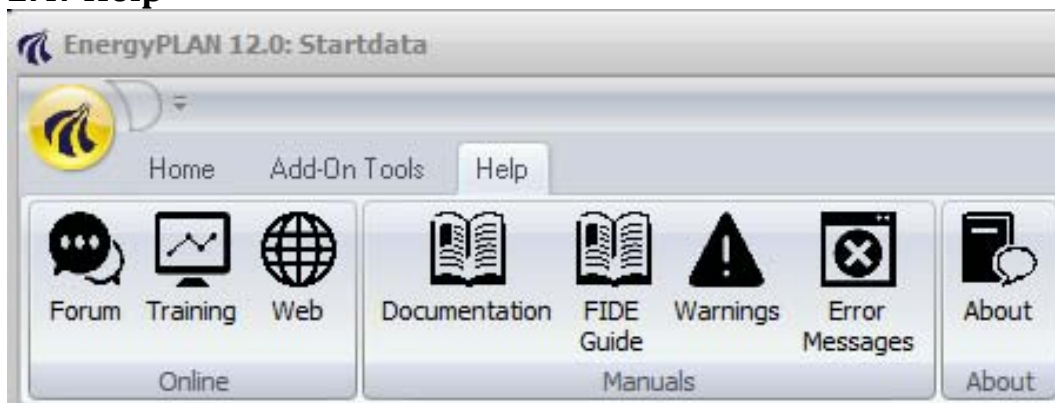 EnergyPLAN 12.0: Startdata
Home Add-On Tools Help
Forum Training Web Documentation FIDE Guide Warnings Error Messages About
Online Manuals About